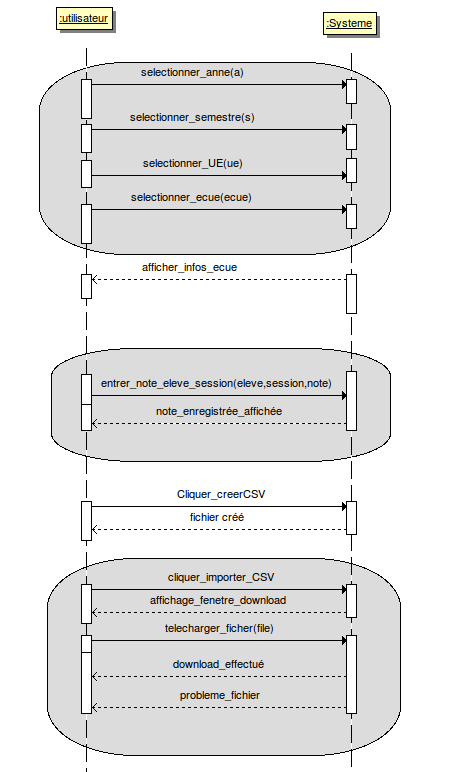 :utilisateur
:Systeme
selectionner_anne(a)
selectionner_semestre(s)
selectionner_UE(ue)
selectionner_ecue(ecue)
afficher_infos_ecue
entrer_note_eleve_session(eleve,session,note)
note_enregistrée_affichée
Cliquer_creerCSV
fichier créé
cliquer_importer_CSV
affichage_fenetre_download
telecharger_ficher(file)
download_effectué
probleme_fichier